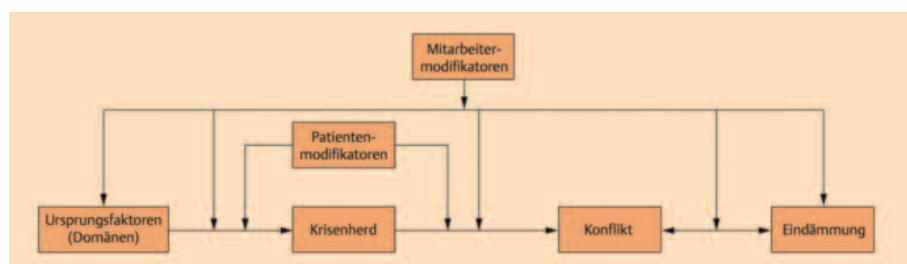 Mitarbeiter-
modifikatoren
Patienten-
modifikatoren
Ursprungsfaktoren
(Domänen)
Krisenherd
Konflikt
Eindämmung